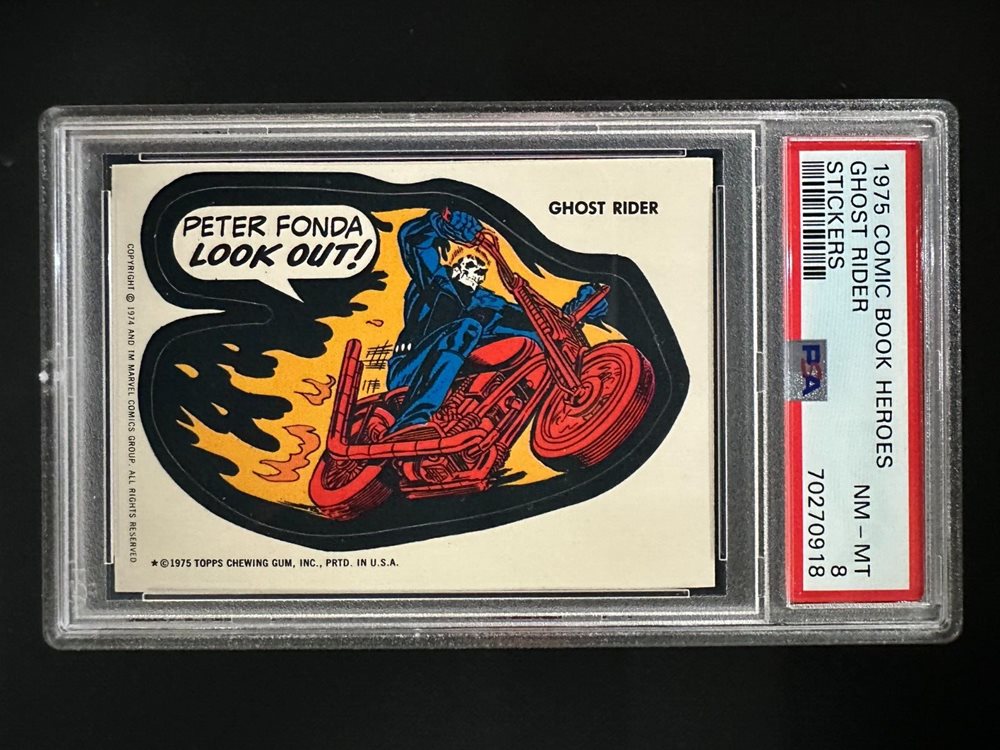 PETER FONDA
LOOK OUT!
GHOST RIDER
COPYRIGHT © 1974 AND TM MARVEL COMICS GROUP. ALL RIGHTS RESERVED
★©1975 TOPPS CHEWING GUM, INC., PRTD. IN U.S.A.
1975 COMIC BOOK HEROES
GHOST RIDER
STICKERS
PSA
NM - MT
8
70270918